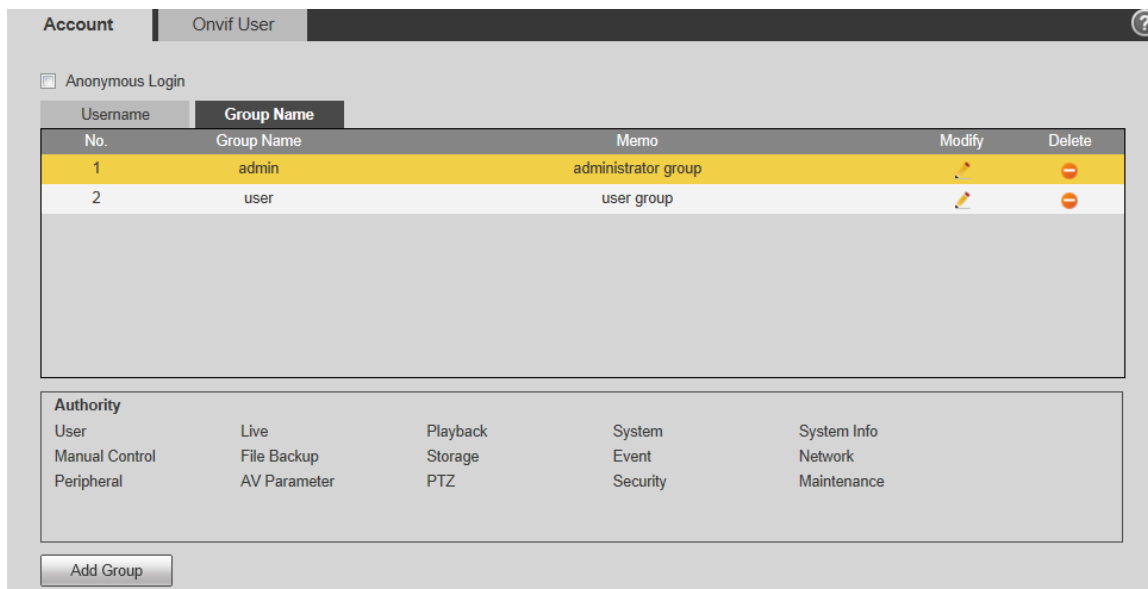 Account Onvif User ?
Anonymous Login
Username Group Name
No. Group Name Memo Modify Delete
1 admin administrator group
2 user user group
Authority
User Live Playback System System Info
Manual Control File Backup Storage Event Network
Peripheral AV Parameter PTZ Security Maintenance
Add Group